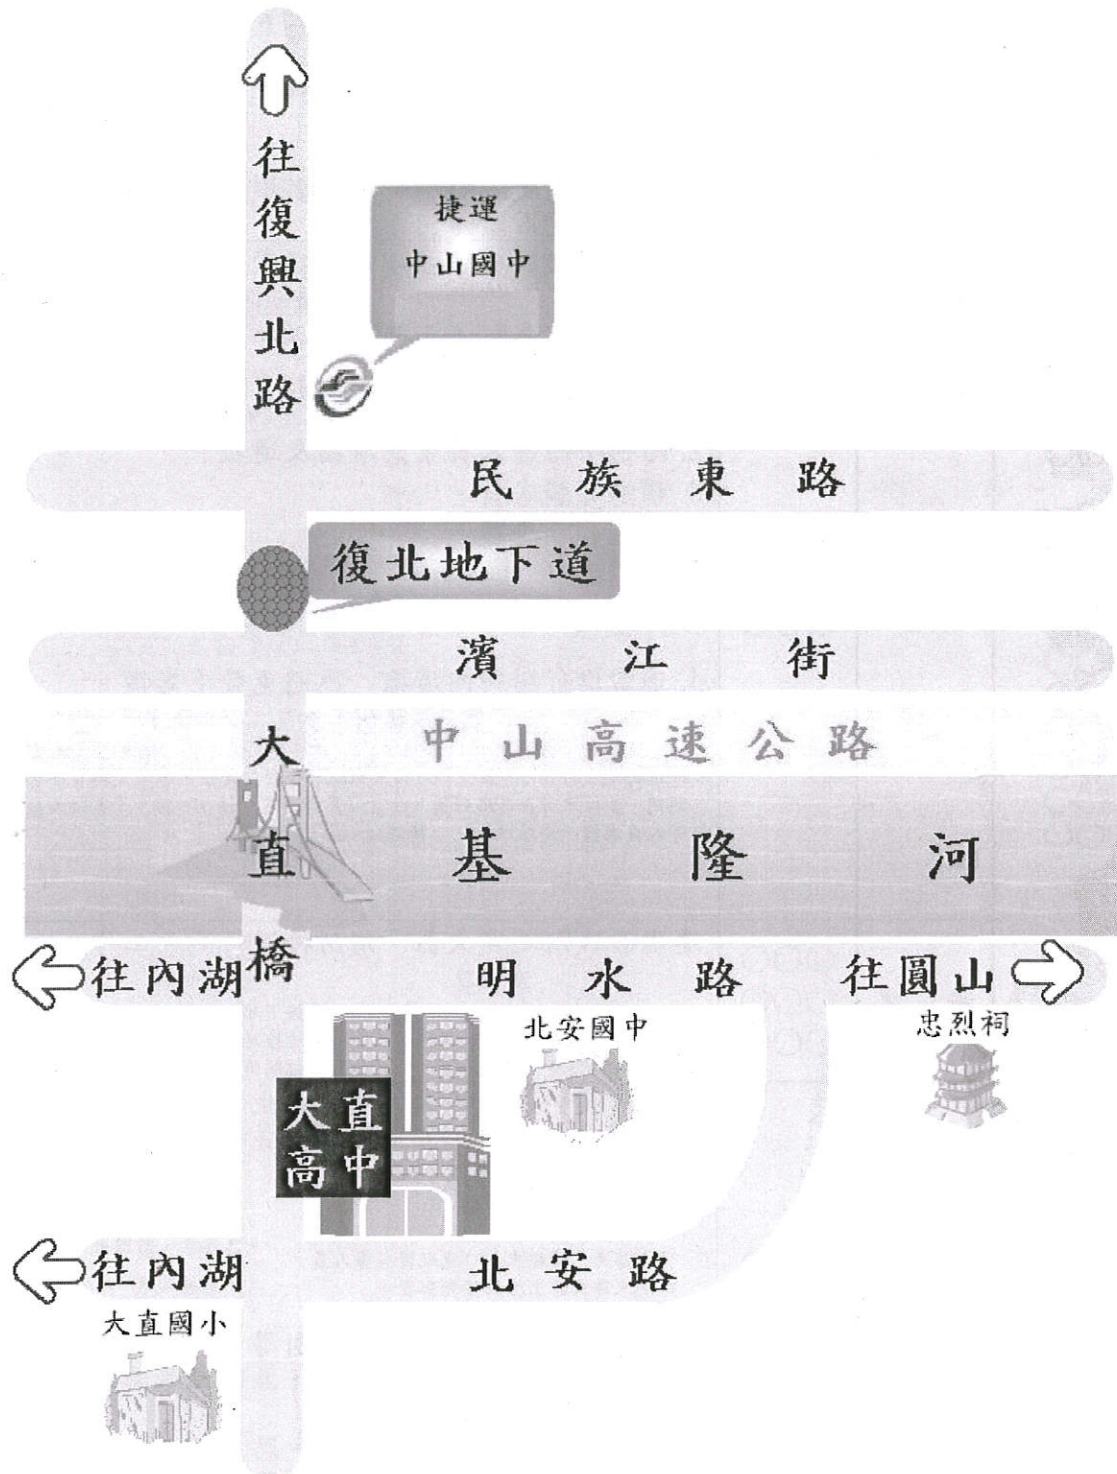 往復興北路
捷運
中山國中
民族東路
復北地下道
濱江街
中山高速公路
大直橋
基隆河
往內湖
明水路
往圓山
北安國中
忠烈祠
大直
高中
往內湖
北安路
大直國小